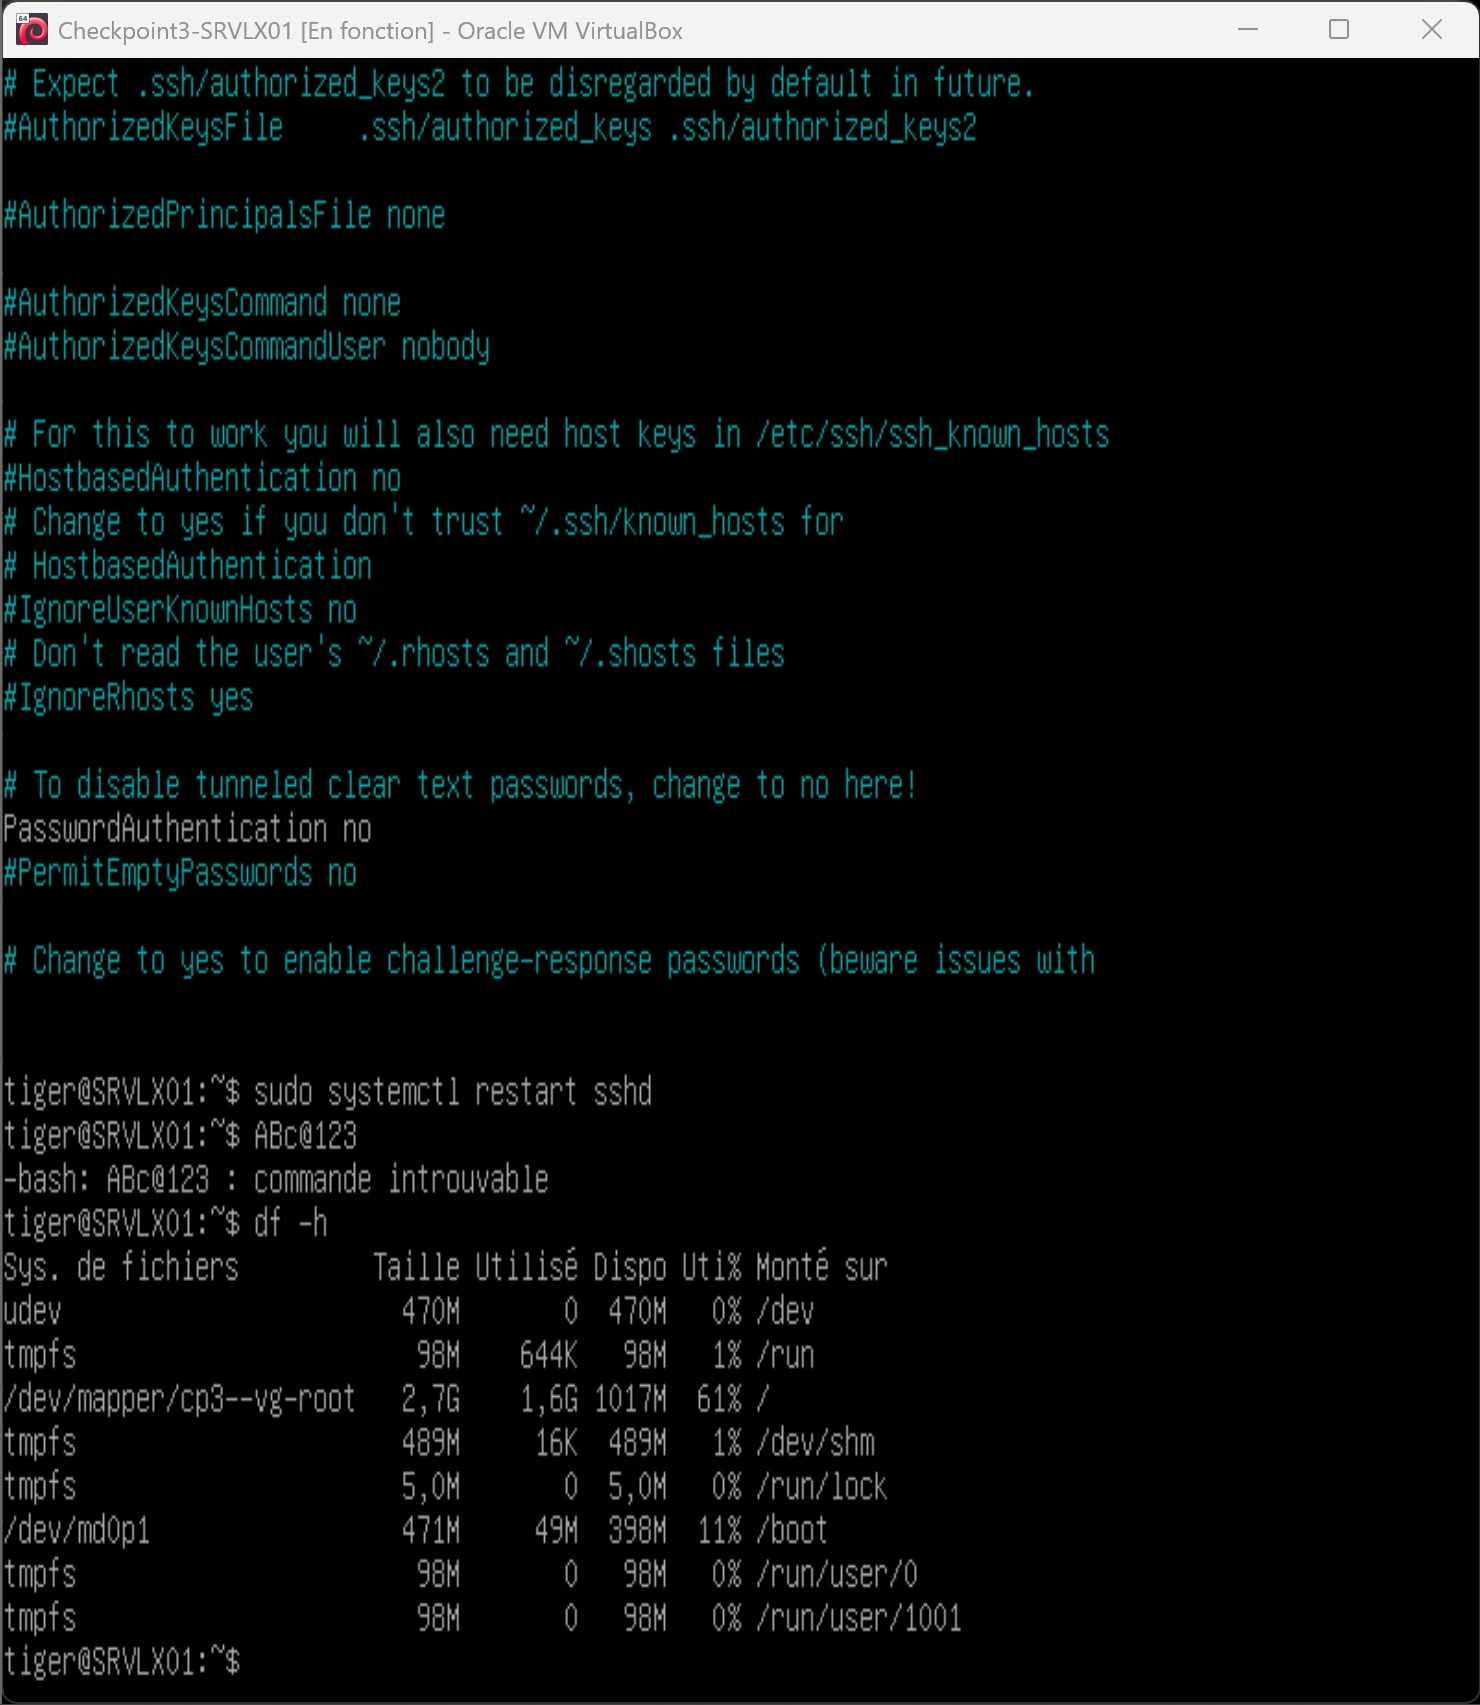 Checkpoint3-SRVLX01 [En fonction] - Oracle VM VirtualBox
# Expect .ssh/authorized_keys2 to be disregarded by default in future.
#AuthorizedKeysFile     .ssh/authorized_keys .ssh/authorized_keys2
#AuthorizedPrincipalsFile none
#AuthorizedKeysCommand none
#AuthorizedKeysCommandUser nobody
# For this to work you will also need host keys in /etc/ssh/ssh_known_hosts
#HostbasedAuthentication no
# Change to yes if you don't trust ~/.ssh/known_hosts for
# HostbasedAuthentication
#IgnoreUserKnownHosts no
# Don't read the user's ~/.rhosts and ~/.shosts files
#IgnoreRhosts yes
# To disable tunneled clear text passwords, change to no here!
PasswordAuthentication no
#PermitEmptyPasswords no
# Change to yes to enable challenge-response passwords (beware issues with
tiger@SRVLX01:~$ sudo systemctl restart sshd
tiger@SRVLX01:~$ ABc@123
-bash: ABc@123 : commande introuvable
tiger@SRVLX01:~$ df -h
Sys. de fichiers         Taille Utilisé Dispo Uti% Monté sur
udev                       470M       0  470M   0% /dev
tmpfs                       98M    644K   98M   1% /run
/dev/mapper/cp3--vg-root   2,7G    1,6G 1017M  61% /
tmpfs                      489M     16K  489M   1% /dev/shm
tmpfs                      5,0M       0  5,0M   0% /run/lock
/dev/md0p1                 471M     49M  398M  11% /boot
tmpfs                       98M       0   98M   0% /run/user/0
tmpfs                       98M       0   98M   0% /run/user/1001
tiger@SRVLX01:~$